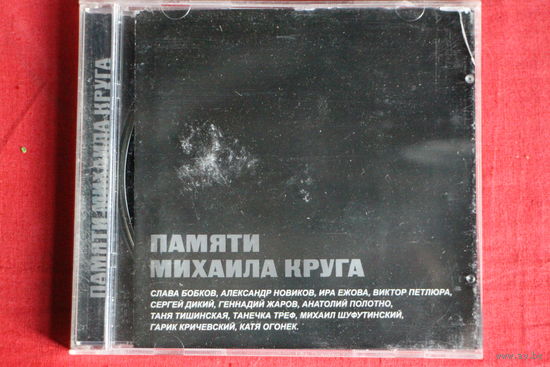 ПАМЯТИ МИХАИЛА КРУГА
ПАМЯТИ
МИХАИЛА КРУГА
СЛАВА БОБКОВ, АЛЕКСАНДР НОВИКОВ, ИРА ЕЖОВА, ВИКТОР ПЕТЛЮРА,
СЕРГЕЙ ДИКИЙ, ГЕННАДИЙ ЖАРОВ, АНАТОЛИЙ ПОЛОТНО,
ТАНЯ ТИШИНСКАЯ, ТАНЕЧКА ТРЕФ, МИХАИЛ ШУФУТИНСКИЙ,
ГАРИК КРИЧЕВСКИЙ, КАТЯ ОГОНЕК.